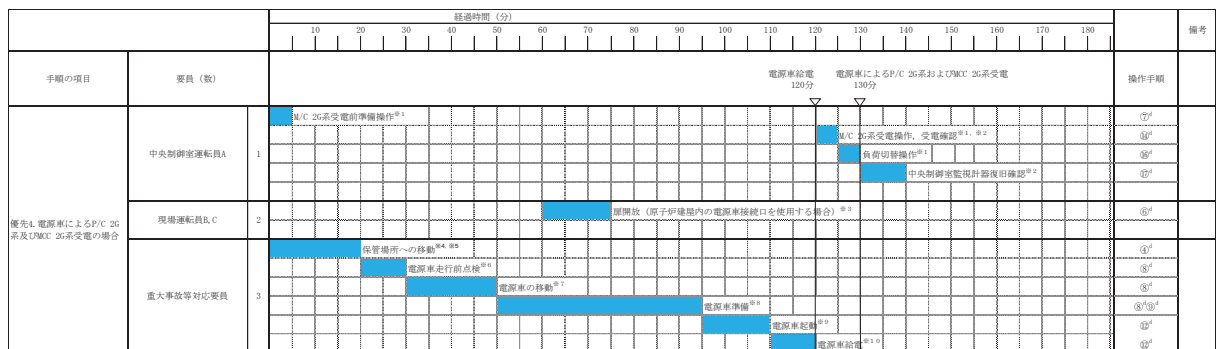 経過時間（分）
備考
10 20 30 40 50 60 70 80 90 100 110 120 130 140 150 160 170 180
手順の項目
要員（数）
電源車給電
120分
電源車によるP/C 2G系およびMCC 2G系受電
130分
操作手順
優先4.電源車によるP/C 2G
系及びMCC 2G系受電の場合
中央制御室運転員A
1
M/C 2G系受電前準備操作※1
⑦d
M/C 2G系受電操作，受電確認※1，※2
⑭d
負荷切替操作※1
⑯d
中央制御室監視計器復旧確認※2
⑰d
現場運転員B,C
2
扉開放（原子炉建屋内の電源車接続口を使用する場合）※3
⑥d
重大事故等対応要員
3
保管場所への移動※4，※5
④d
電源車走行前点検※6
⑧d
電源車の移動※7
⑧d
電源車準備※8
⑧d⑨d
電源車起動※9
⑫d
電源車給電※10
⑫d